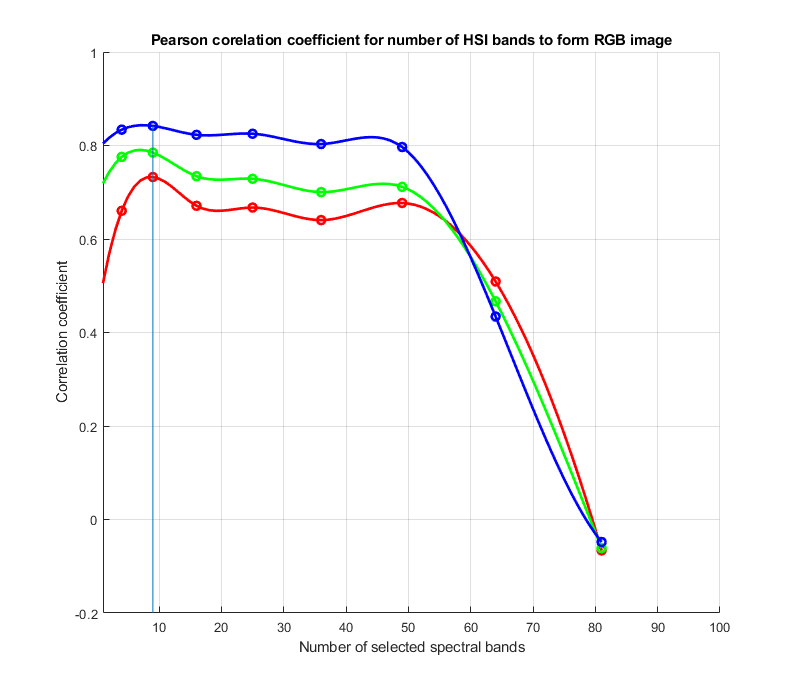 Pearson corelation coefficient for number of HSI bands to form RGB image
1
0.8
0.6
0.4
0.2
0
-0.2
Correlation coefficient
10 20 30 40 50 60 70 80 90 100
Number of selected spectral bands